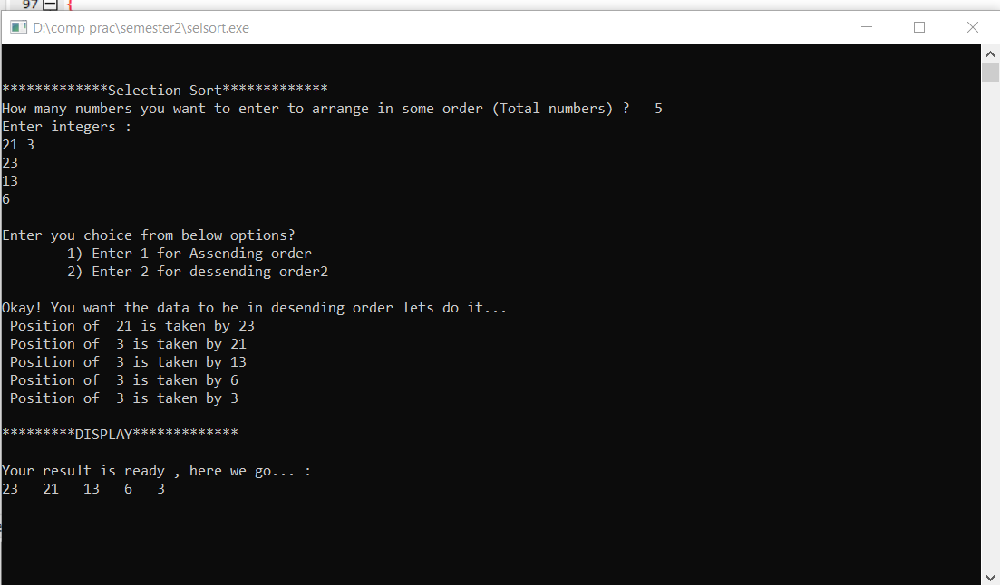 97 {
D:\comp prac\semester2\selsort.exe
*************Selection Sort*************
How many numbers you want to enter to arrange in some order (Total numbers) ?   5
Enter integers :
21 3
23
13
6
Enter you choice from below options?
        1) Enter 1 for Assending order
        2) Enter 2 for dessending order2
Okay! You want the data to be in desending order lets do it...
 Position of  21 is taken by 23
 Position of  3 is taken by 21
 Position of  3 is taken by 13
 Position of  3 is taken by 6
 Position of  3 is taken by 3
*********DISPLAY*************
Your result is ready , here we go... :
23   21   13   6   3